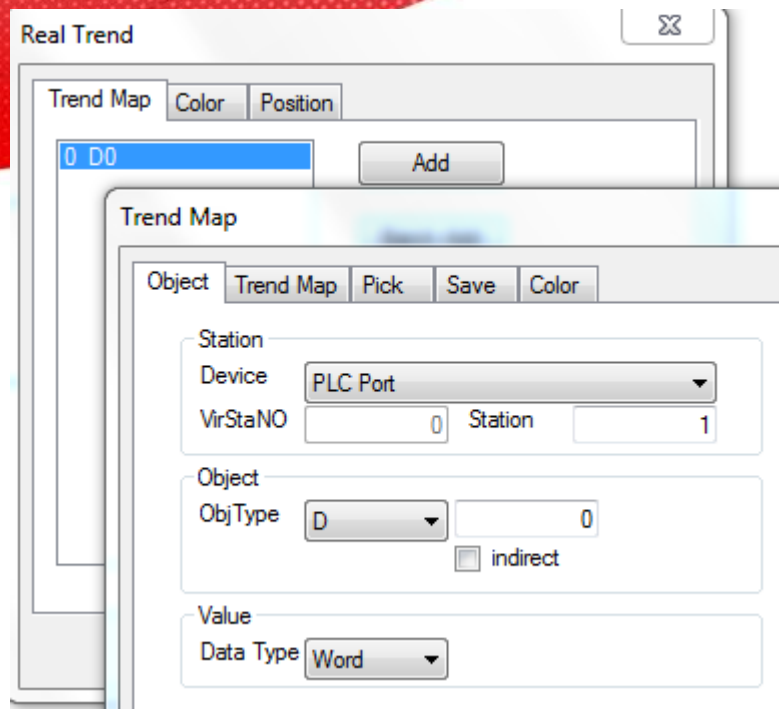 Real Trend
Trend Map Color Position
0 D0
Add
Trend Map
Object Trend Map Pick Save Color
Station
Device PLC Port
VirStaNO 0 Station 1
Object
ObjType D 0
indirect
Value
Data Type Word